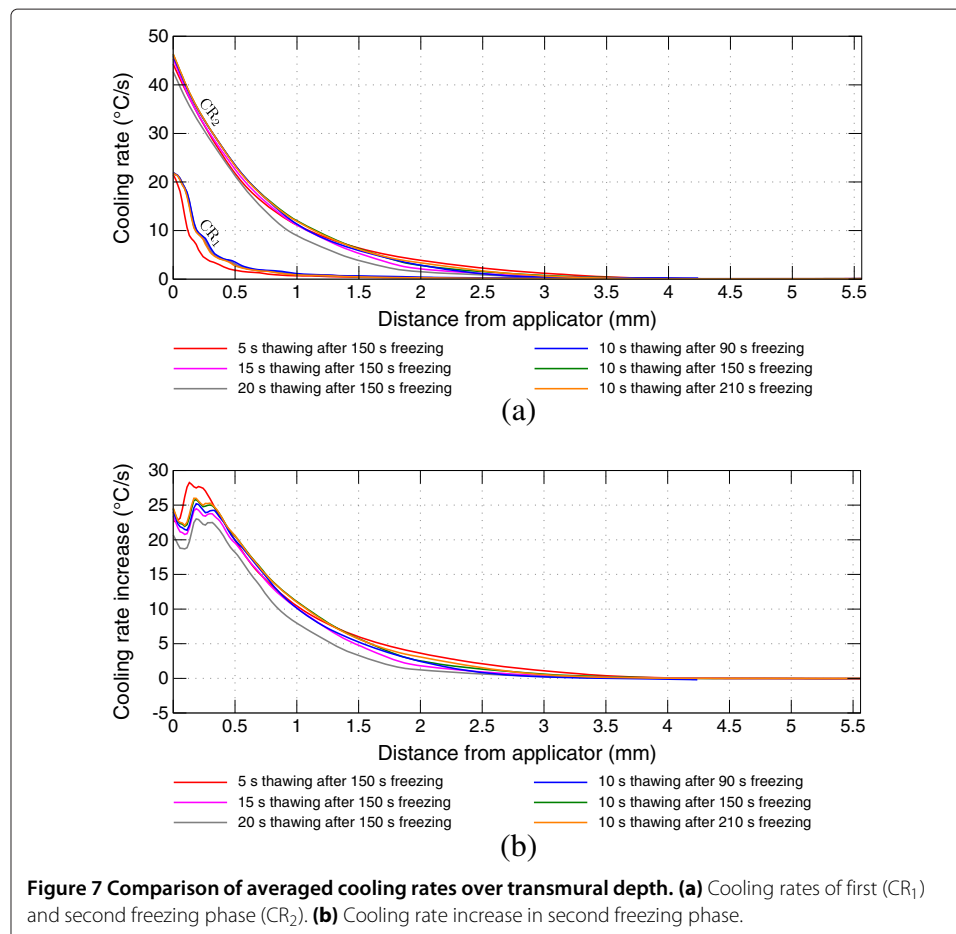 50
40
30
20
10
0
Cooling rate (°C/s)
CR₂
CR₁
0 0.5 1 1.5 2 2.5 3 3.5 4 4.5 5 5.5
Distance from applicator (mm)
5 s thawing after 150 s freezing 10 s thawing after 90 s freezing
15 s thawing after 150 s freezing 10 s thawing after 150 s freezing
20 s thawing after 150 s freezing 10 s thawing after 210 s freezing
(a)
30
25
20
15
10
5
0
-5
Cooling rate increase (°C/s)
0 0.5 1 1.5 2 2.5 3 3.5 4 4.5 5 5.5
Distance from applicator (mm)
5 s thawing after 150 s freezing 10 s thawing after 90 s freezing
15 s thawing after 150 s freezing 10 s thawing after 150 s freezing
20 s thawing after 150 s freezing 10 s thawing after 210 s freezing
(b)
Figure 7 Comparison of averaged cooling rates over transmural depth. (a) Cooling rates of first (CR₁)
and second freezing phase (CR₂). (b) Cooling rate increase in second freezing phase.